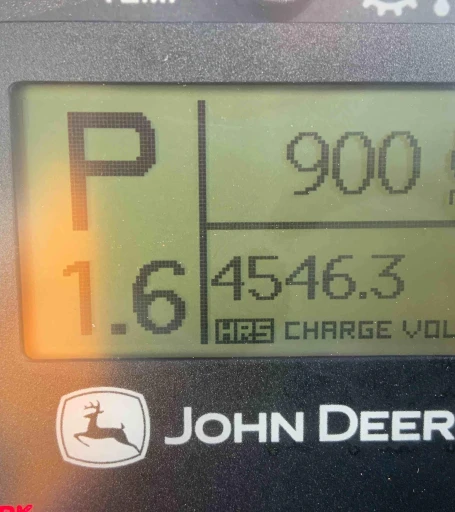 P
900
1.6
4546.3
HRS CHARGE VOL
JOHN DEER